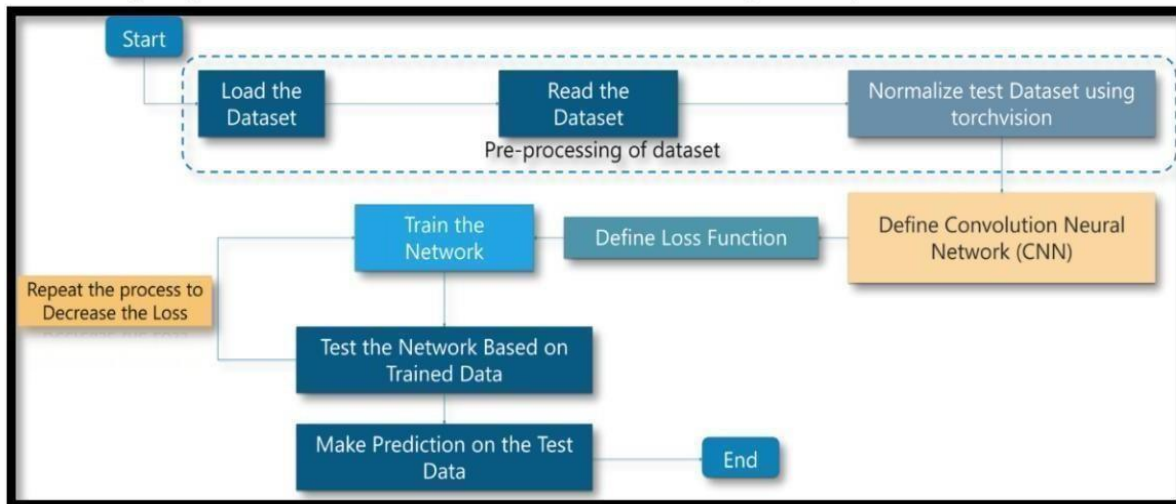 Start
Load the
Dataset
Read the
Dataset
Normalize test Dataset using
torchvision
Pre-processing of dataset
Define Convolution Neural
Network (CNN)
Define Loss Function
Train the
Network
Repeat the process to
Decrease the Loss
Test the Network Based on
Trained Data
Make Prediction on the Test
Data
End